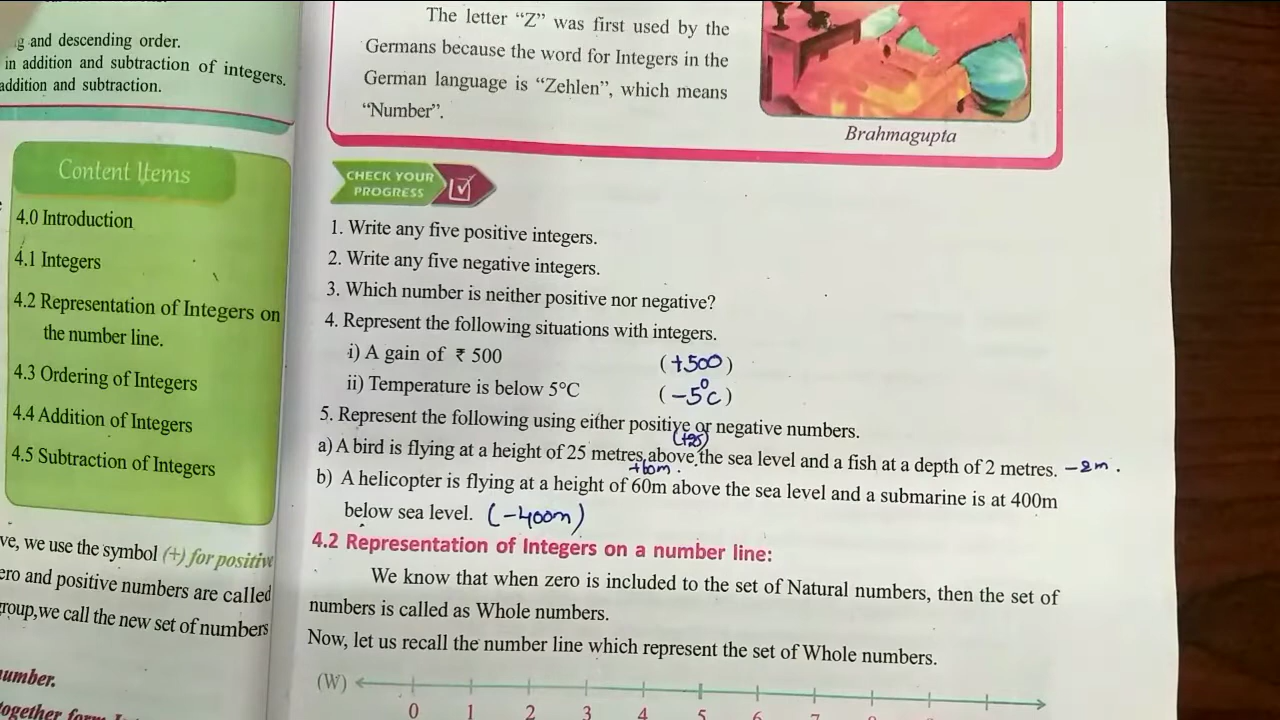 g and descending order.
in addition and subtraction of integers.
addition and subtraction.
Content Items
4.0 Introduction
4.1 Integers
4.2 Representation of Integers on
the number line.
4.3 Ordering of Integers
4.4 Addition of Integers
4.5 Subtraction of Integers
ve, we use the symbol (+) for positive
ero and positive numbers are called
group,we call the new set of numbers
number.
together form
The letter “Z” was first used by the
Germans because the word for Integers in the
German language is “Zehlen”, which means
“Number”.
Brahmagupta
CHECK YOUR
PROGRESS
1. Write any five positive integers.
2. Write any five negative integers.
3. Which number is neither positive nor negative?
4. Represent the following situations with integers.
i) A gain of ₹ 500 (+500)
ii) Temperature is below 5°C (-5°C)
5. Represent the following using either positive or negative numbers.
(+25)
a) A bird is flying at a height of 25 metres above the sea level and a fish at a depth of 2 metres. -2m.
+60m.
b) A helicopter is flying at a height of 60m above the sea level and a submarine is at 400m
below sea level. (-400m)
4.2 Representation of Integers on a number line:
We know that when zero is included to the set of Natural numbers, then the set of
numbers is called as Whole numbers.
Now, let us recall the number line which represent the set of Whole numbers.
(W)
0 1 2 3 4 5 6 7